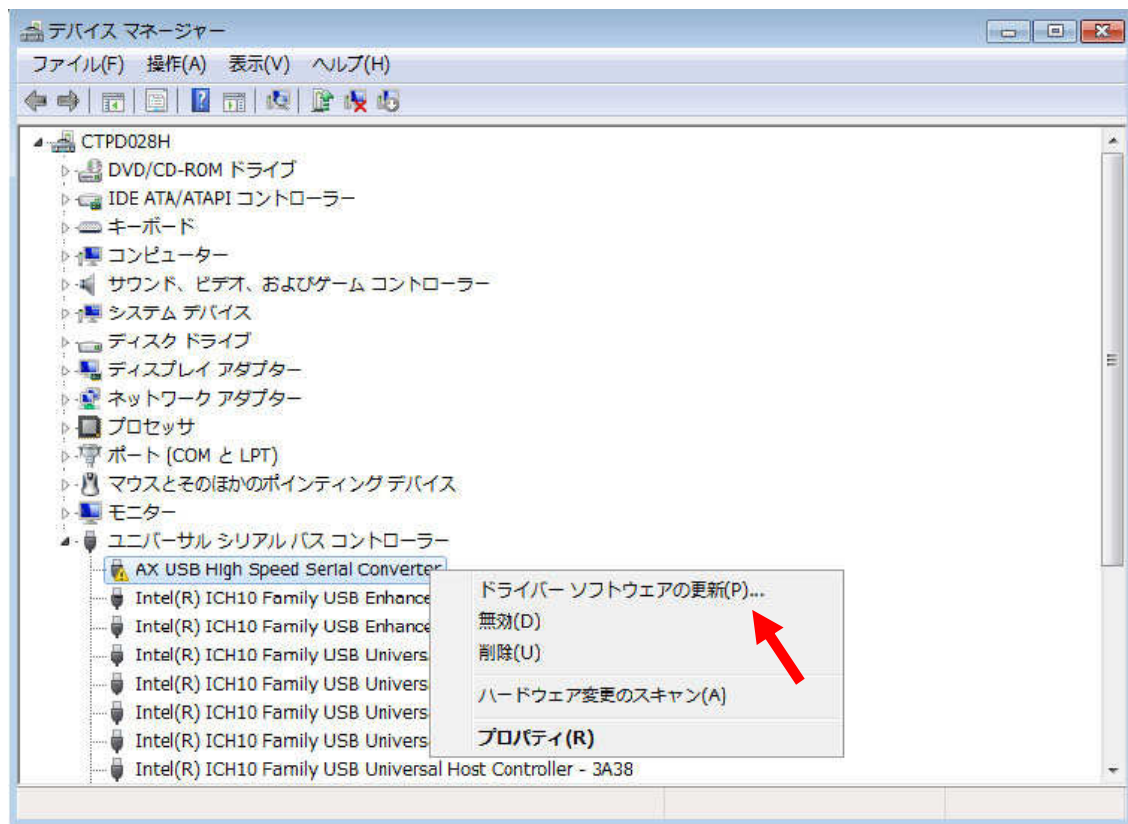 デバイス マネージャー
ファイル(F) 操作(A) 表示(V) ヘルプ(H)
CTPD028H
DVD/CD-ROM ドライブ
IDE ATA/ATAPI コントローラー
キーボード
コンピューター
サウンド、ビデオ、およびゲーム コントローラー
システム デバイス
ディスク ドライブ
ディスプレイ アダプター
ネットワーク アダプター
プロセッサ
ポート (COM と LPT)
マウスとそのほかのポインティング デバイス
モニター
ユニバーサル シリアル バス コントローラー
AX USB High Speed Serial Converter
Intel(R) ICH10 Family USB Enhance
Intel(R) ICH10 Family USB Enhance
Intel(R) ICH10 Family USB Univers
Intel(R) ICH10 Family USB Univers
Intel(R) ICH10 Family USB Univers
Intel(R) ICH10 Family USB Univers
Intel(R) ICH10 Family USB Universal Host Controller - 3A38
ドライバー ソフトウェアの更新(P)...
無効(D)
削除(U)
ハードウェア変更のスキャン(A)
プロパティ(R)